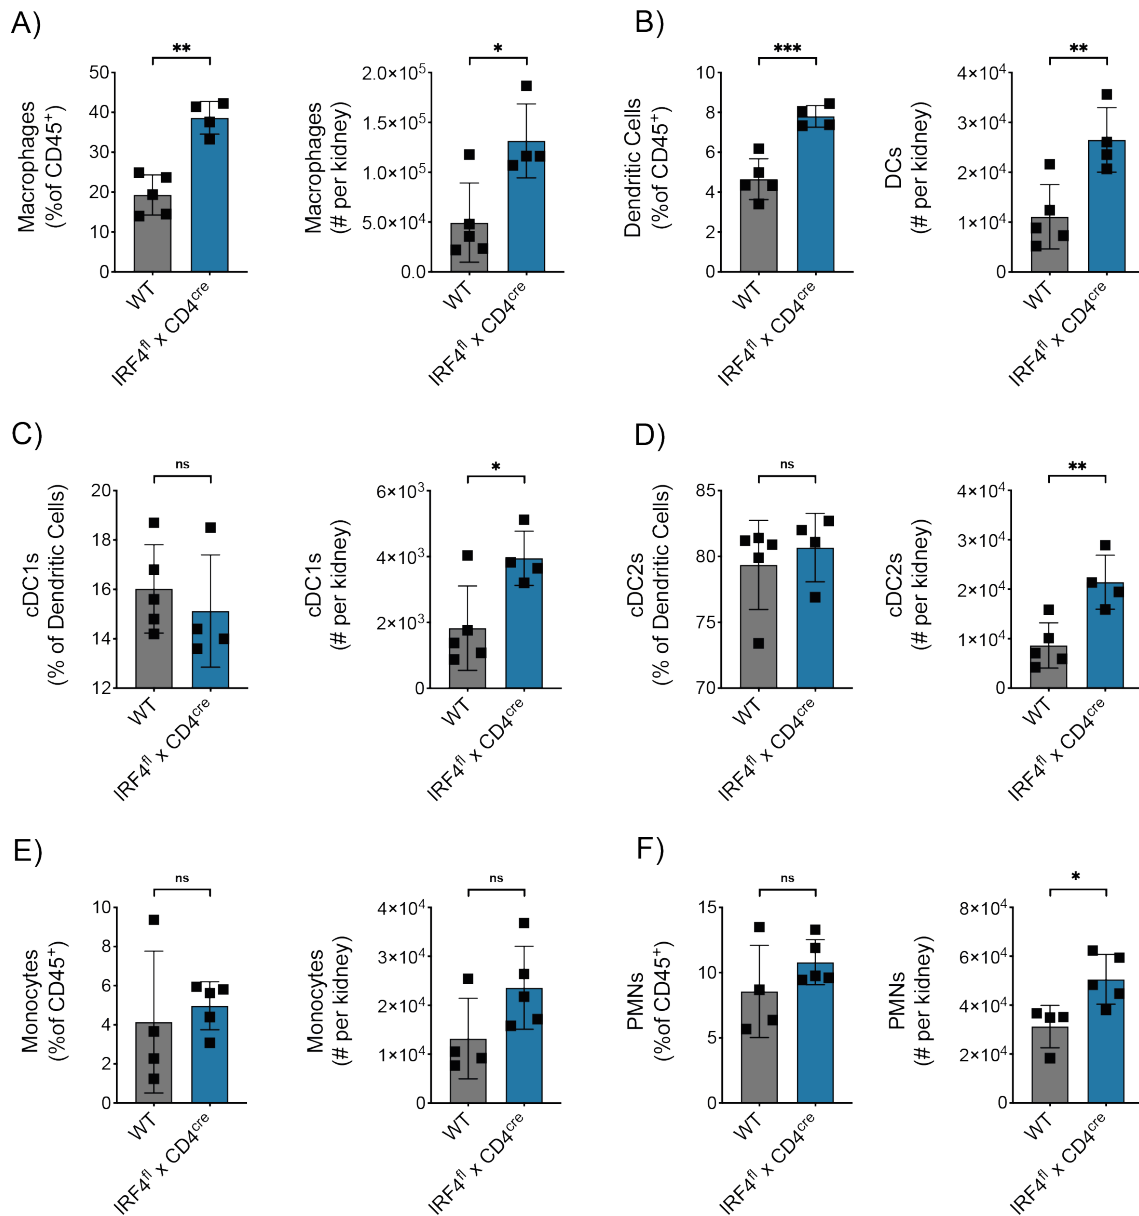 A)
**
Macrophages
(%of CD45⁺)
50
40
30
20
10
0
WT
IRF4ᶠˡ x CD4ᶜʳᵉ
*
Macrophages
(# per kidney)
2.0×10⁵
1.5×10⁵
1.0×10⁵
5.0×10⁴
0.0
WT
IRF4ᶠˡ x CD4ᶜʳᵉ
B)
***
Dendritic Cells
(%of CD45⁺)
10
8
6
4
2
0
WT
IRF4ᶠˡ x CD4ᶜʳᵉ
**
DCs
(# per kidney)
4×10⁴
3×10⁴
2×10⁴
1×10⁴
0
WT
IRF4ᶠˡ x CD4ᶜʳᵉ
C)
ns
cDC1s
(% of Dendritic Cells)
20
18
16
14
12
WT
IRF4ᶠˡ x CD4ᶜʳᵉ
*
cDC1s
(# per kidney)
6×10³
4×10³
2×10³
0
WT
IRF4ᶠˡ x CD4ᶜʳᵉ
D)
ns
cDC2s
(% of Dendritic Cells)
85
80
75
70
WT
IRF4ᶠˡ x CD4ᶜʳᵉ
**
cDC2s
(# per kidney)
4×10⁴
3×10⁴
2×10⁴
1×10⁴
0
WT
IRF4ᶠˡ x CD4ᶜʳᵉ
E)
ns
Monocytes
(%of CD45⁺)
10
8
6
4
2
0
WT
IRF4ᶠˡ x CD4ᶜʳᵉ
ns
Monocytes
(# per kidney)
4×10⁴
3×10⁴
2×10⁴
1×10⁴
0
WT
IRF4ᶠˡ x CD4ᶜʳᵉ
F)
ns
PMNs
(%of CD45⁺)
15
10
5
0
WT
IRF4ᶠˡ x CD4ᶜʳᵉ
*
PMNs
(# per kidney)
8×10⁴
6×10⁴
4×10⁴
2×10⁴
0
WT
IRF4ᶠˡ x CD4ᶜʳᵉ